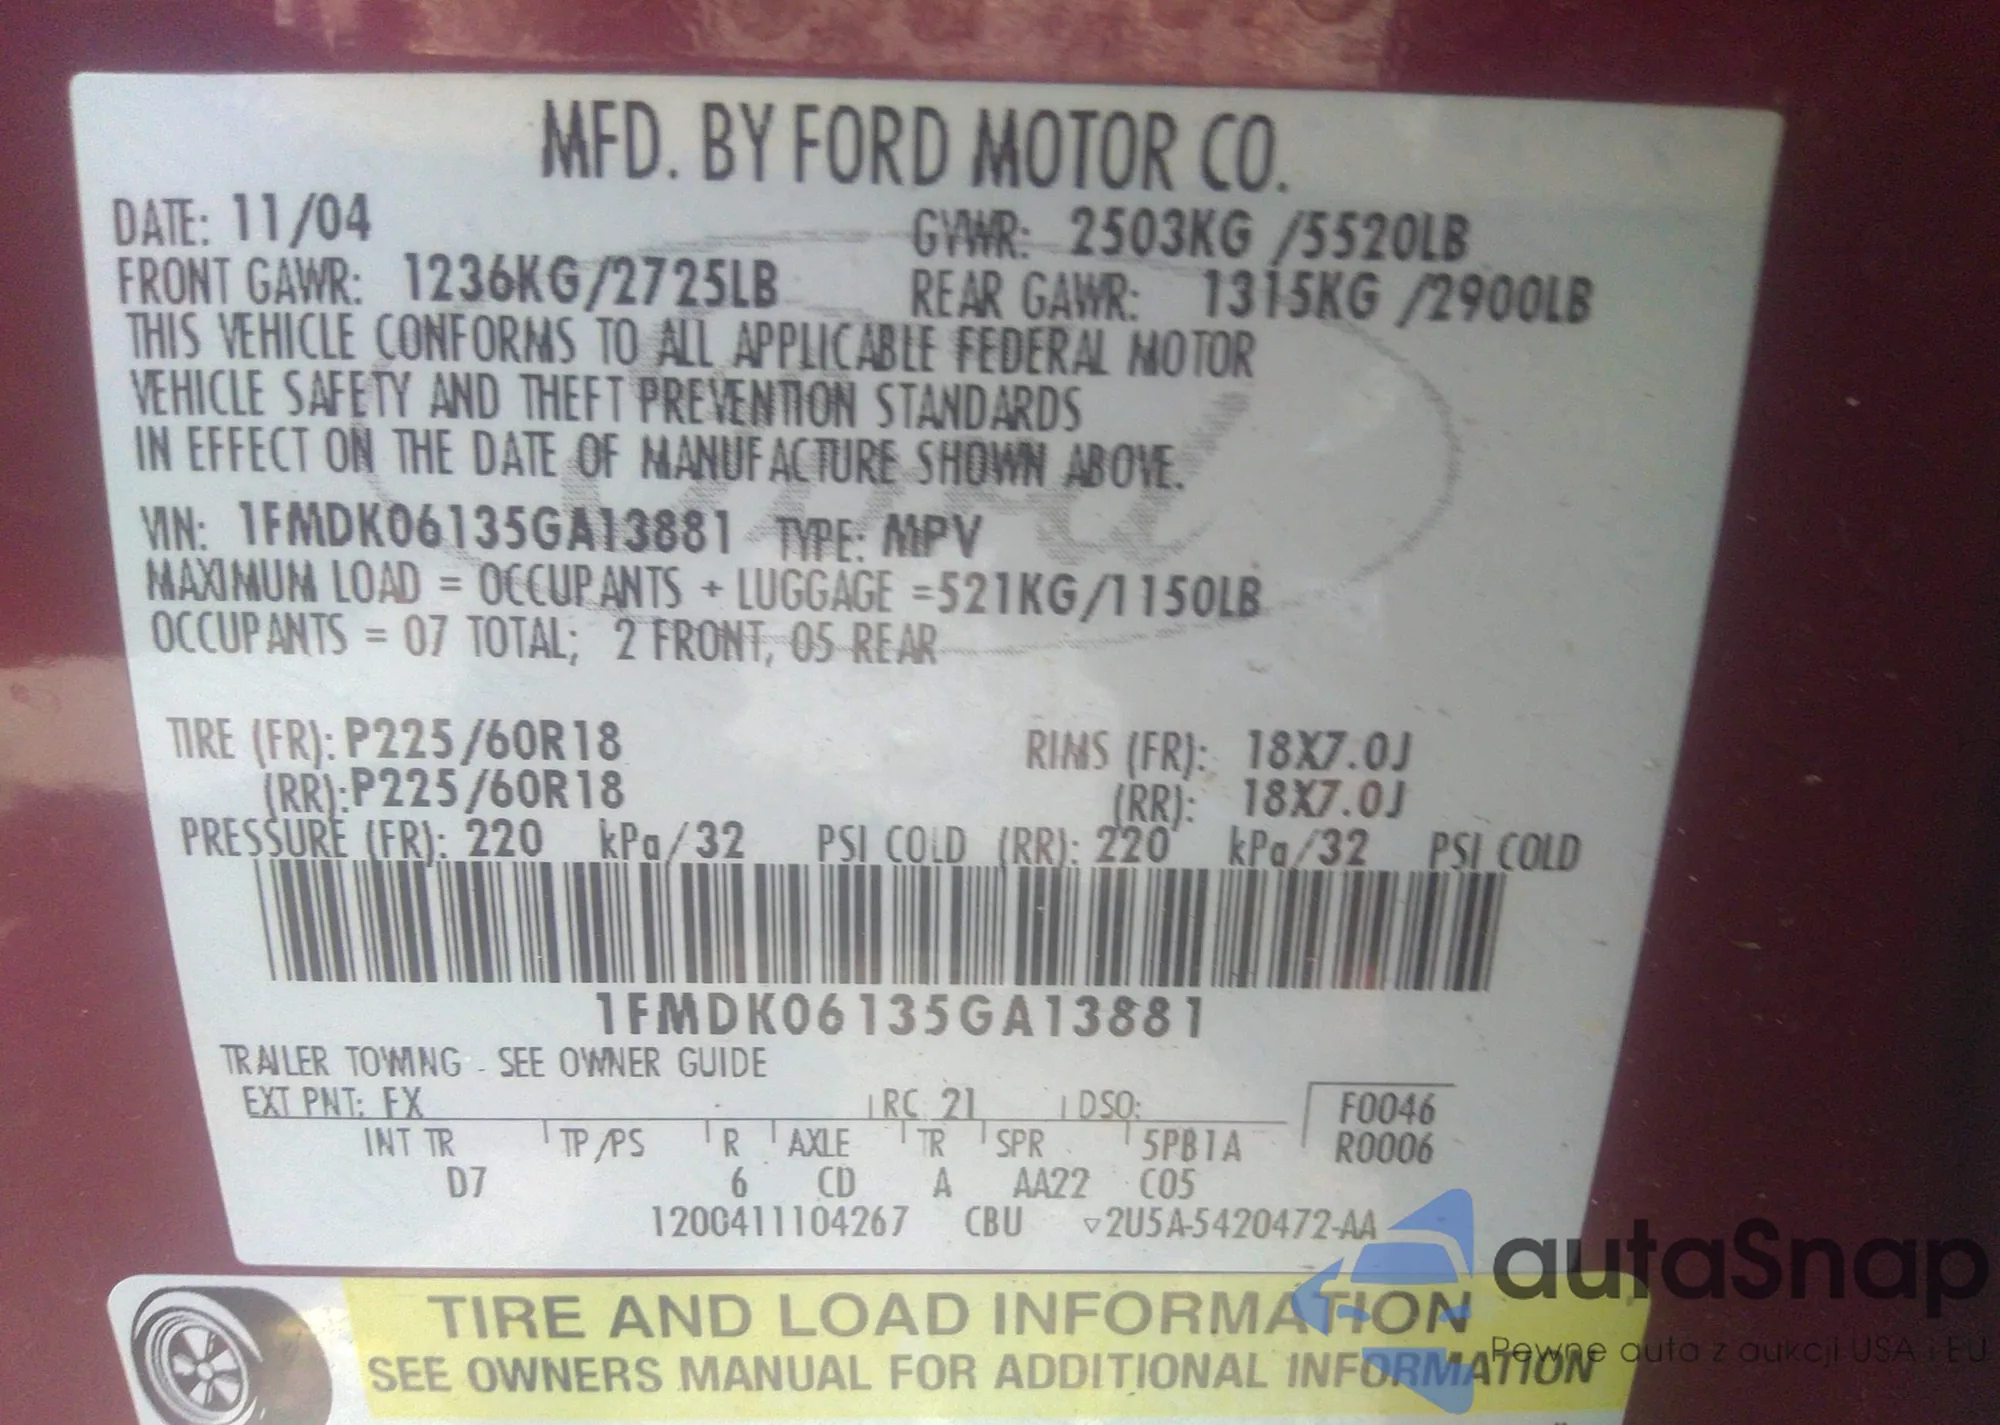 MFD. BY FORD MOTOR CO.
DATE: 11/04 GVWR: 2503KG /5520LB
FRONT GAWR: 1236KG/2725LB REAR GAWR: 1315KG /2900LB
THIS VEHICLE CONFORMS TO ALL APPLICABLE FEDERAL MOTOR
VEHICLE SAFETY AND THEFT PREVENTION STANDARDS
IN EFFECT ON THE DATE OF MANUFACTURE SHOWN ABOVE.
VIN: 1FMDK06135GA13881 TYPE: MPV
MAXIMUM LOAD = OCCUPANTS + LUGGAGE =521KG/1150LB
OCCUPANTS = 07 TOTAL; 2 FRONT, 05 REAR
TIRE (FR): P225/60R18 RIMS (FR): 18X7.0J
(RR): P225/60R18 (RR): 18X7.0J
PRESSURE (FR): 220 kPa/32 PSI COLD (RR): 220 kPa/32 PSI COLD
1FMDK06135GA13881
TRAILER TOWING - SEE OWNER GUIDE
EXT PNT: FX RC 21 DSO: F0046
INT TR TP/PS R AXLE TR SPR 5PB1A R0006
D7 6 CD A AA22 C05
1200411104267 CBU ▽2U5A-5420472-AA
TIRE AND LOAD INFORMATION
SEE OWNERS MANUAL FOR ADDITIONAL INFORMATION
autaSnap
Pewne auta z aukcji USA i EU